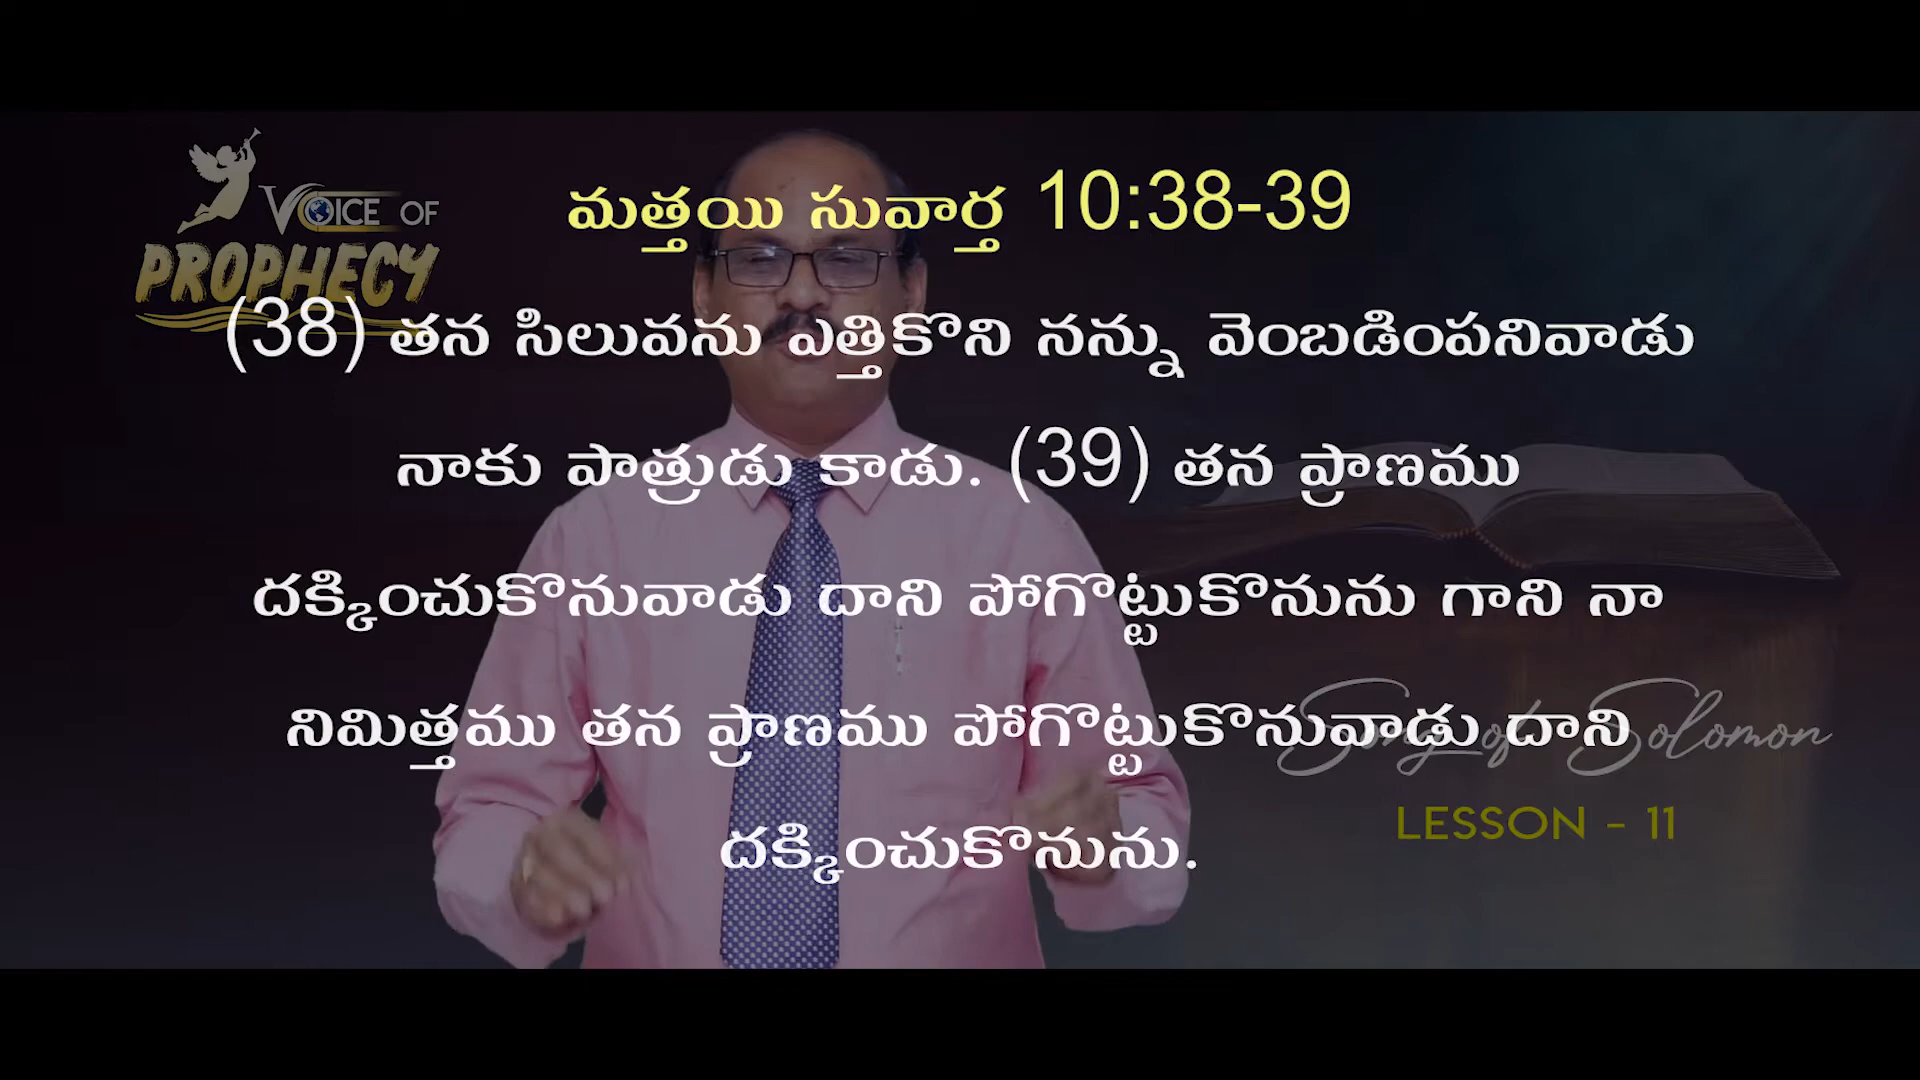 VOICE OF
PROPHECY
మత్తయి సువార్త 10:38-39
(38) తన సిలువను ఎత్తికొని నన్ను వెంబడింపనివాడు
నాకు పాత్రుడు కాడు. (39) తన ప్రాణము
దక్కించుకొనువాడు దాని పోగొట్టుకొనును గాని నా
నిమిత్తము తన ప్రాణము పోగొట్టుకొనువాడు దాని
దక్కించుకొనును.
Song of Solomon
LESSON - 11